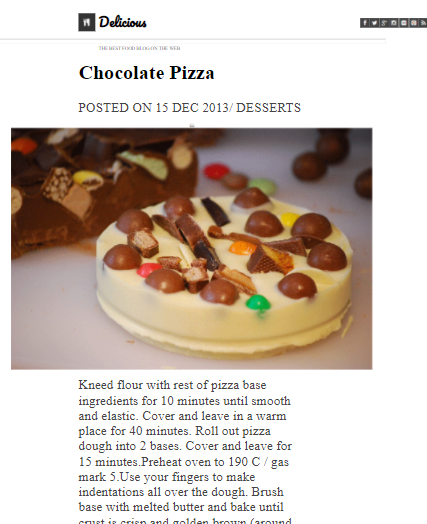 Delicious
THE BEST FOOD BLOG ON THE WEB
Chocolate Pizza
POSTED ON 15 DEC 2013/ DESSERTS
Kneed flour with rest of pizza base
ingredients for 10 minutes until smooth
and elastic. Cover and leave in a warm
place for 40 minutes. Roll out pizza
dough into 2 bases. Cover and leave for
15 minutes.Preheat oven to 190 C / gas
mark 5.Use your fingers to make
indentations all over the dough. Brush
base with melted butter and bake until
crust is crisp and golden brown (around